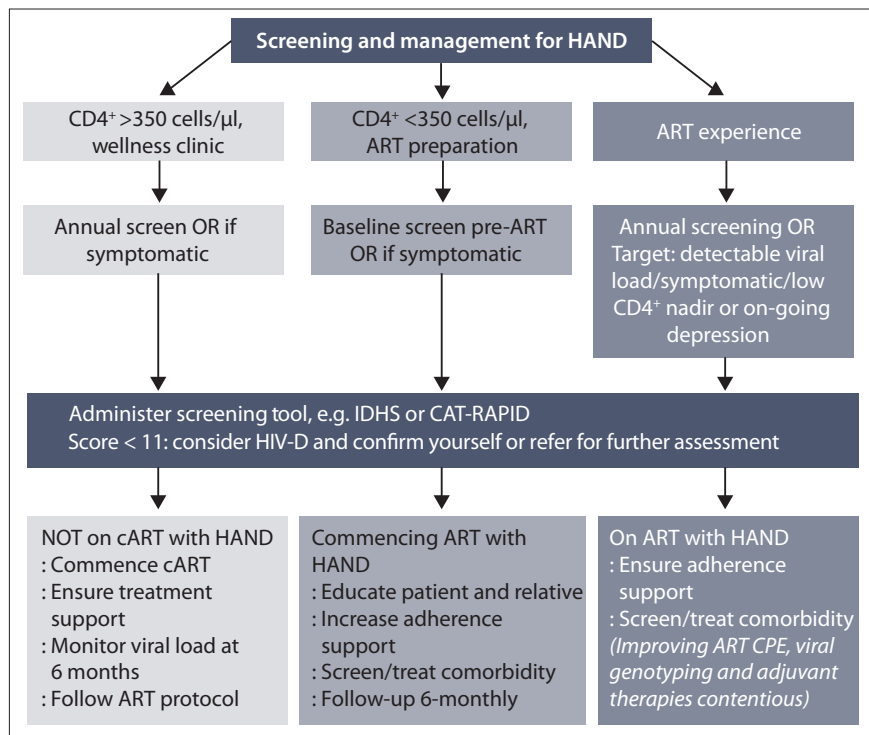 Screening and management for HAND
CD4⁺ >350 cells/µl,
wellness clinic
CD4⁺ <350 cells/µl,
ART preparation
ART experience
Annual screen OR if
symptomatic
Baseline screen pre-ART
OR if symptomatic
Annual screening OR
Target: detectable viral
load/symptomatic/low
CD4⁺ nadir or on-going
depression
Administer screening tool, e.g. IDHS or CAT-RAPID
Score < 11: consider HIV-D and confirm yourself or refer for further assessment
NOT on cART with HAND
: Commence cART
: Ensure treatment
support
: Monitor viral load at
6 months
: Follow ART protocol
Commencing ART with
HAND
: Educate patient and relative
: Increase adherence
support
: Screen/treat comorbidity
: Follow-up 6-monthly
On ART with HAND
: Ensure adherence
support
: Screen/treat comorbidity
(Improving ART CPE, viral
genotyping and adjuvant
therapies contentious)